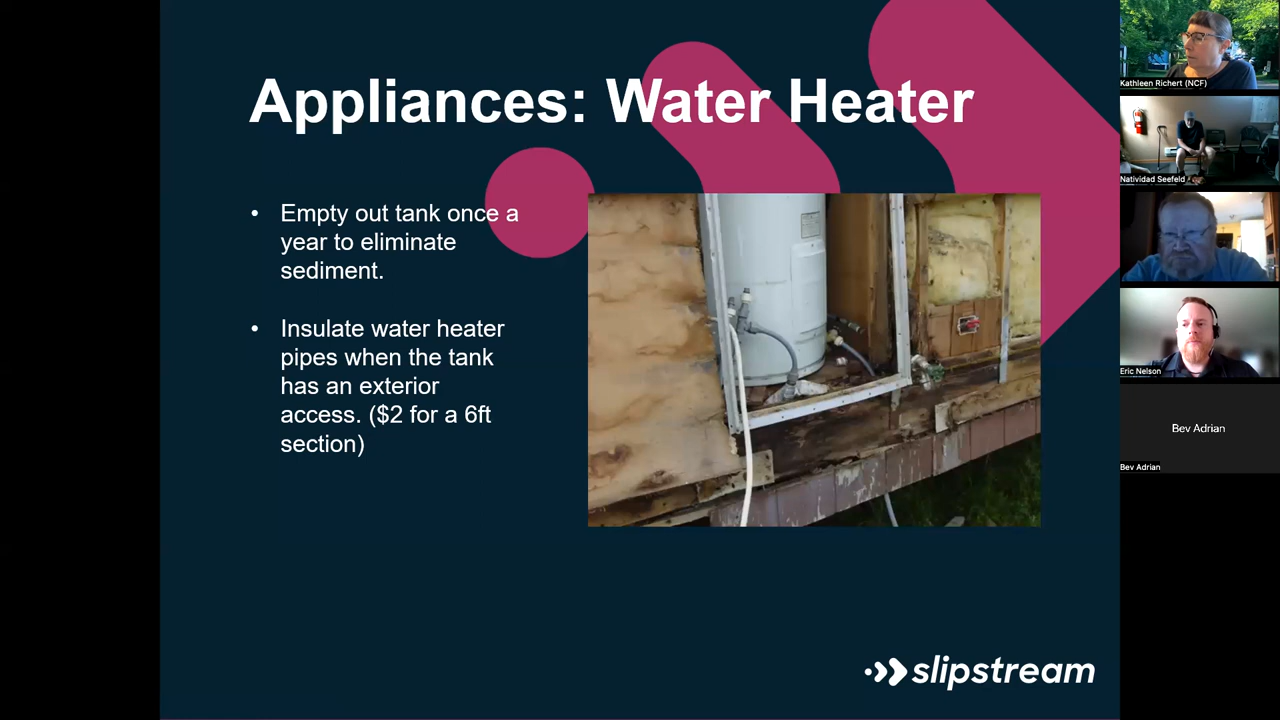 Appliances: Water Heater
• Empty out tank once a
year to eliminate
sediment.
• Insulate water heater
pipes when the tank
has an exterior
access. ($2 for a 6ft
section)
slipstream
Kathleen Richert (NCF)
Natividad Seefeld
Eric Nelson
Bev Adrian
Bev Adrian